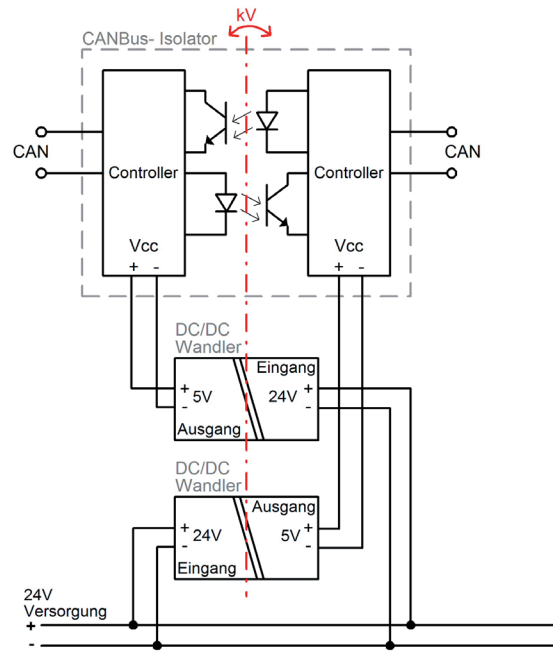 kV
CANBus- Isolator
CAN
Controller
Vcc
+ -
Controller
Vcc
+ -
CAN
DC/DC
Wandler
Eingang
+ 5V 24V +
- -
Ausgang
DC/DC
Wandler
Ausgang
+ 24V 5V +
- -
Eingang
24V
Versorgung
+
-